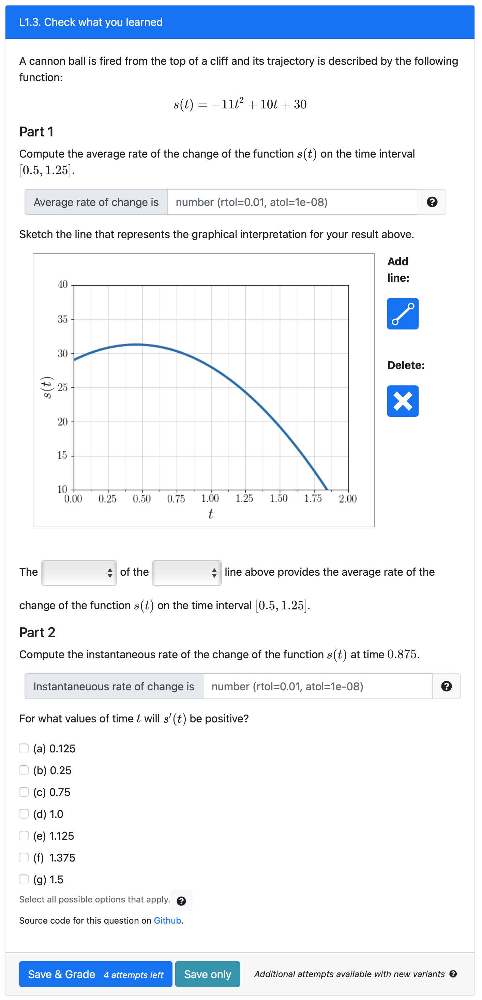 L1.3. Check what you learned
A cannon ball is fired from the top of a cliff and its trajectory is described by the following
function:
s(t) = −11t² + 10t + 30
Part 1
Compute the average rate of the change of the function s(t) on the time interval
[0.5, 1.25].
Average rate of change is number (rtol=0.01, atol=1e-08)
Sketch the line that represents the graphical interpretation for your result above.
Add
line:
Delete:
40
35
30
25
20
15
10
s(t)
0.00 0.25 0.50 0.75 1.00 1.25 1.50 1.75 2.00
t
The of the line above provides the average rate of the
change of the function s(t) on the time interval [0.5, 1.25].
Part 2
Compute the instantaneous rate of the change of the function s(t) at time 0.875.
Instantaneuous rate of change is number (rtol=0.01, atol=1e-08)
For what values of time t will s′(t) be positive?
(a) 0.125
(b) 0.25
(c) 0.75
(d) 1.0
(e) 1.125
(f) 1.375
(g) 1.5
Select all possible options that apply.
Source code for this question on Github.
Save & Grade 4 attempts left Save only Additional attempts available with new variants